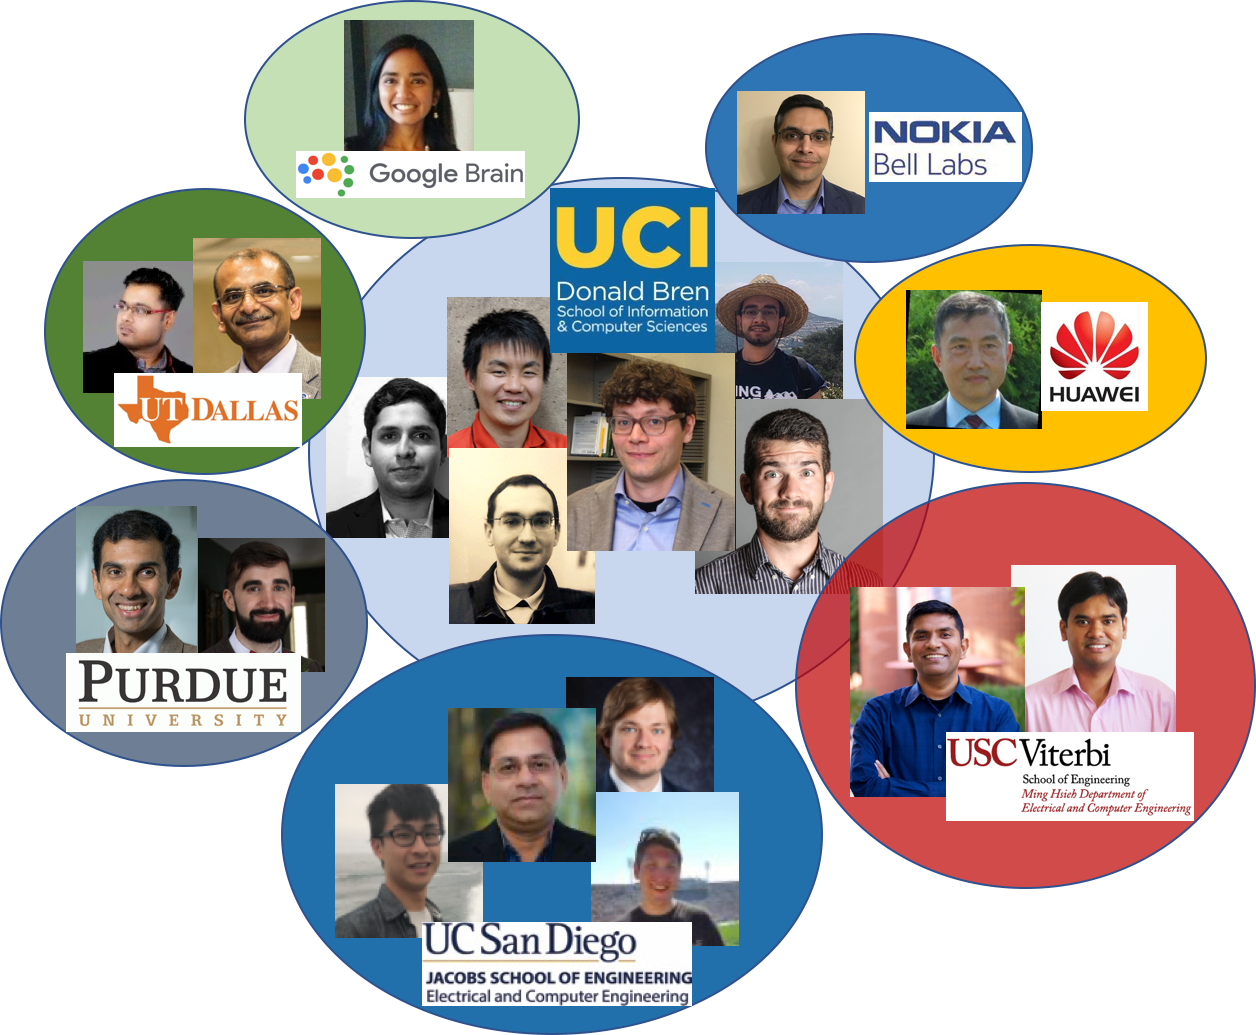 Google Brain
NOKIA
Bell Labs
UCI
Donald Bren
School of Information
& Computer Sciences
NG
HUAWEI
UT DALLAS
PURDUE
UNIVERSITY
USC Viterbi
School of Engineering
Ming Hsieh Department of
Electrical and Computer Engineering
UC San Diego
JACOBS SCHOOL OF ENGINEERING
Electrical and Computer Engineering